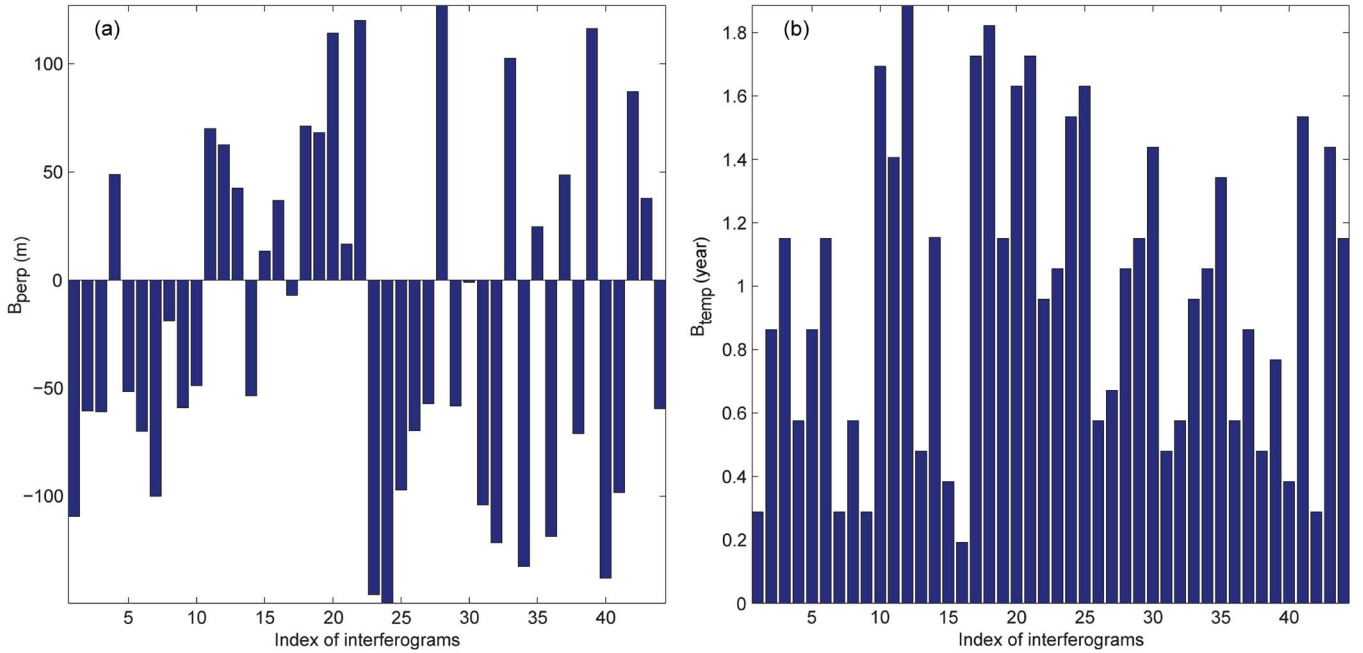 (a)
100
50
0
−50
−100
B_perp (m)
5 10 15 20 25 30 35 40
Index of interferograms
(b)
1.8
1.6
1.4
1.2
1
0.8
0.6
0.4
0.2
0
B_temp (year)
5 10 15 20 25 30 35 40
Index of interferograms